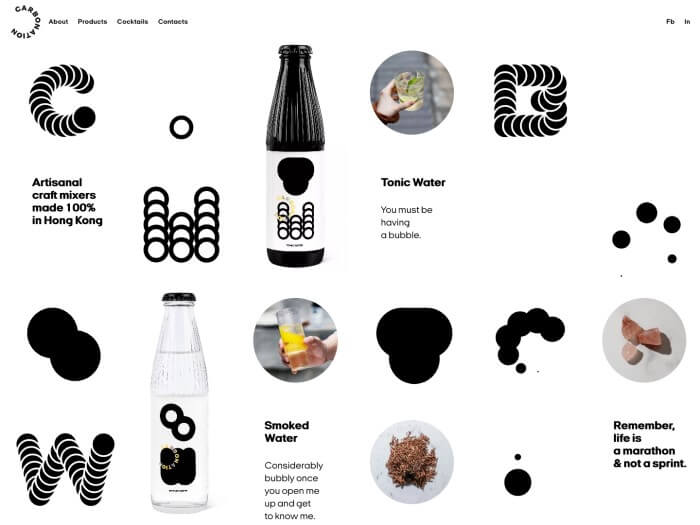 CARBONATION
About Products Cocktails Contacts
Fb In
Artisanal
craft mixers
made 100%
in Hong Kong
Tonic Water
You must be
having
a bubble.
Smoked
Water
Considerably
bubbly once
you open me
up and get
to know me.
Remember,
life is
a marathon
& not a sprint.